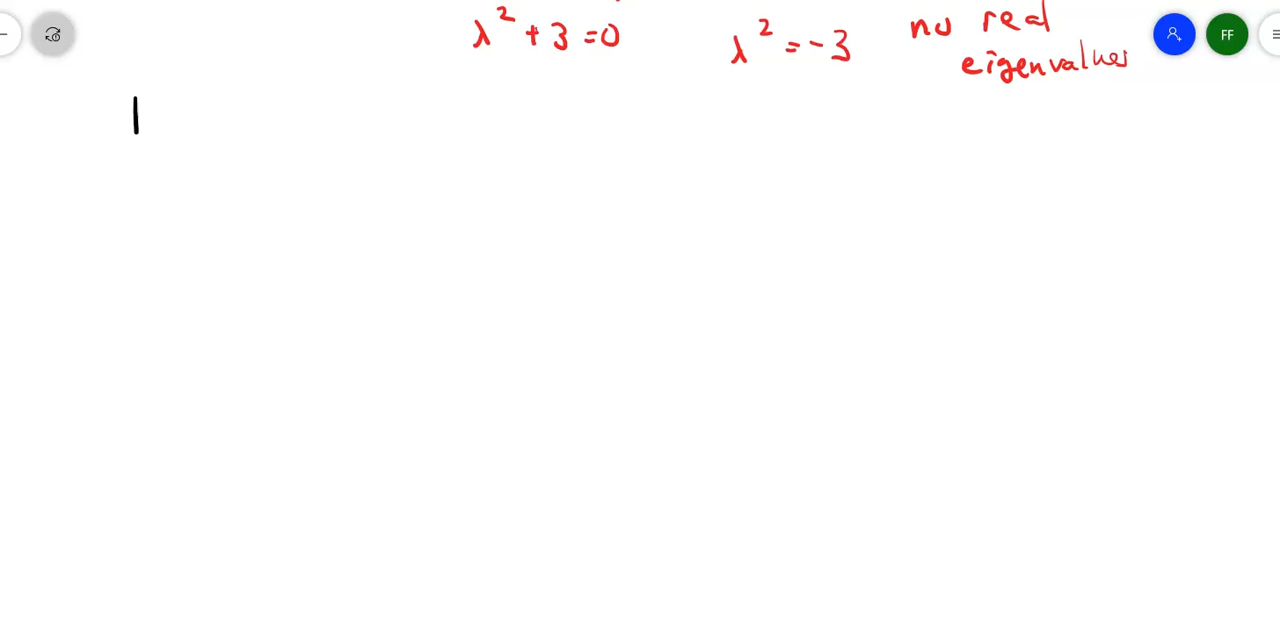 λ² + 3 = 0
λ² = -3
no real
eigenvalues
FF